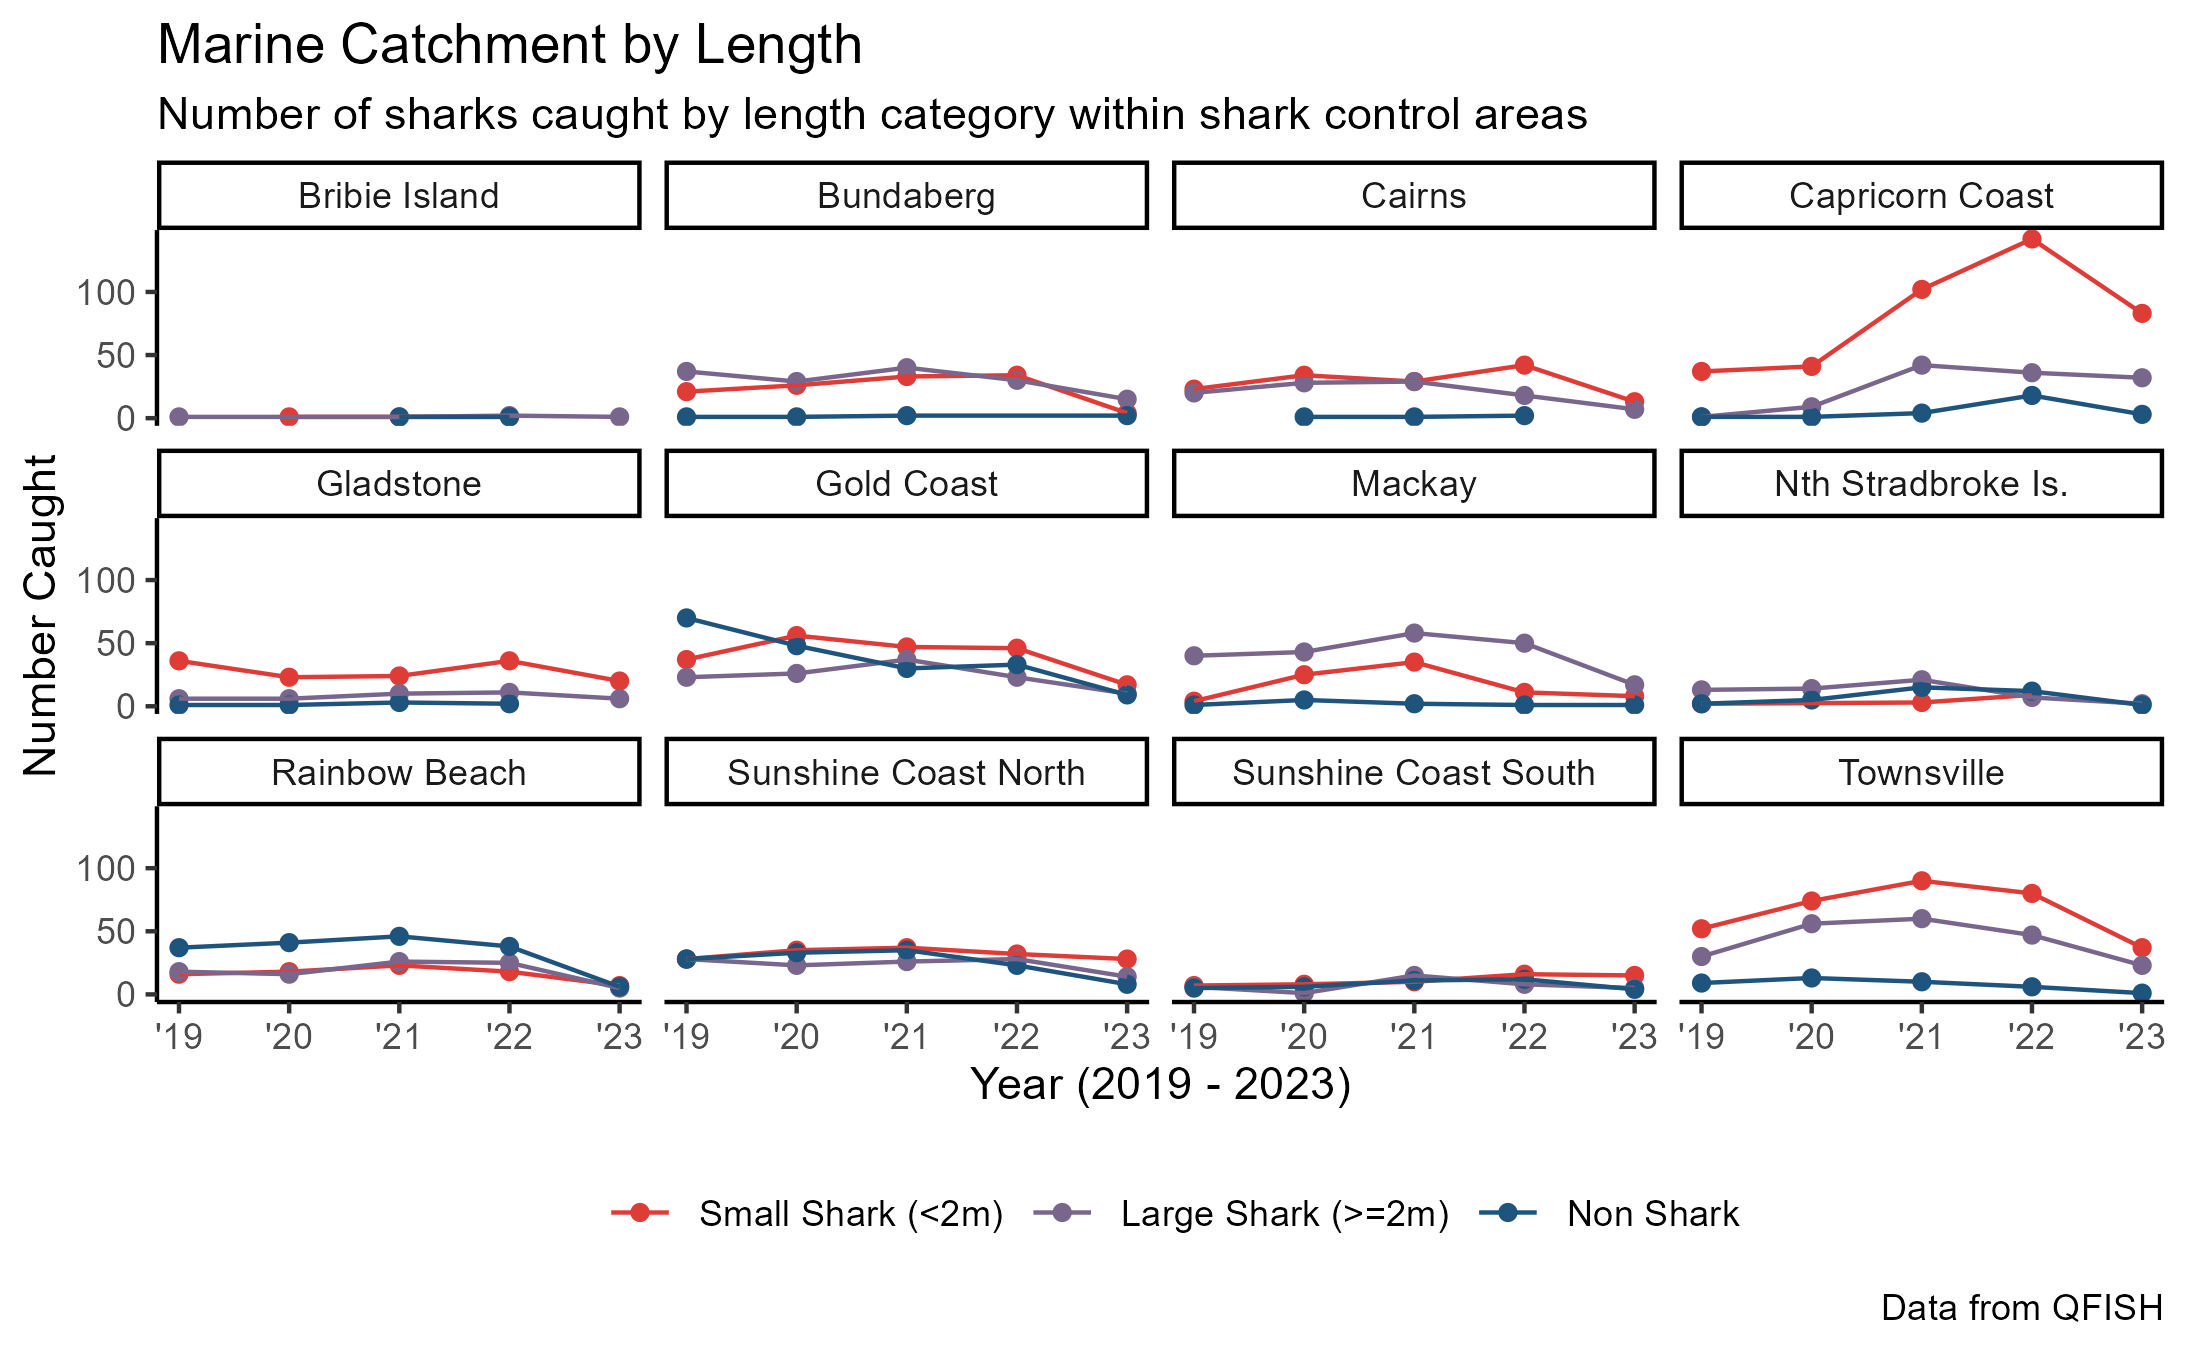 Marine Catchment by Length
Number of sharks caught by length category within shark control areas
Bribie Island Bundaberg Cairns Capricorn Coast
100
50
0
Gladstone Gold Coast Mackay Nth Stradbroke Is.
100
50
0
Number Caught
Rainbow Beach Sunshine Coast North Sunshine Coast South Townsville
100
50
0
'19 '20 '21 '22 '23 '19 '20 '21 '22 '23 '19 '20 '21 '22 '23 '19 '20 '21 '22 '23
Year (2019 - 2023)
Small Shark (<2m) Large Shark (>=2m) Non Shark
Data from QFISH